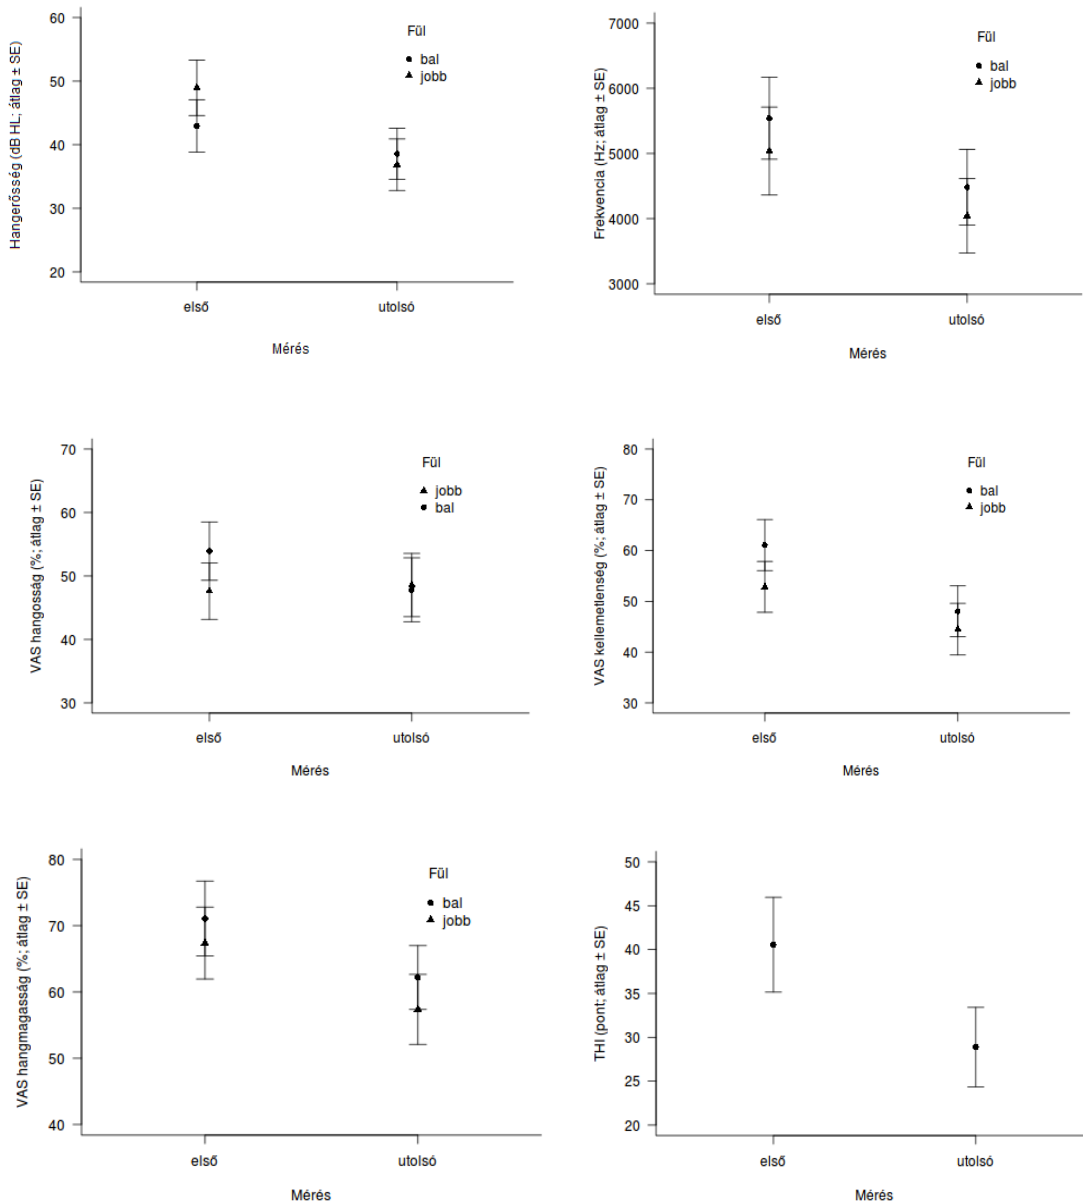 Hangerősség (dB HL; átlag ± SE)
60
50
40
30
20
Fül
bal
jobb
első
utolsó
Mérés
Frekvencia (Hz; átlag ± SE)
7000
6000
5000
4000
3000
Fül
bal
jobb
első
utolsó
Mérés
VAS hangosság (%; átlag ± SE)
70
60
50
40
30
Fül
jobb
bal
első
utolsó
Mérés
VAS kellemetlenség (%; átlag ± SE)
80
70
60
50
40
30
Fül
bal
jobb
első
utolsó
Mérés
VAS hangmagasság (%; átlag ± SE)
80
70
60
50
40
Fül
bal
jobb
első
utolsó
Mérés
THI (pont; átlag ± SE)
50
45
40
35
30
25
20
első
utolsó
Mérés